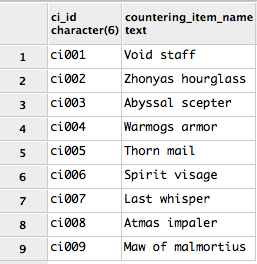 ci_id countering_item_name
character(6) text
1 ci001 Void staff
2 ci002 Zhonyas hourglass
3 ci003 Abyssal scepter
4 ci004 Warmogs armor
5 ci005 Thorn mail
6 ci006 Spirit visage
7 ci007 Last whisper
8 ci008 Atmas impaler
9 ci009 Maw of malmortius